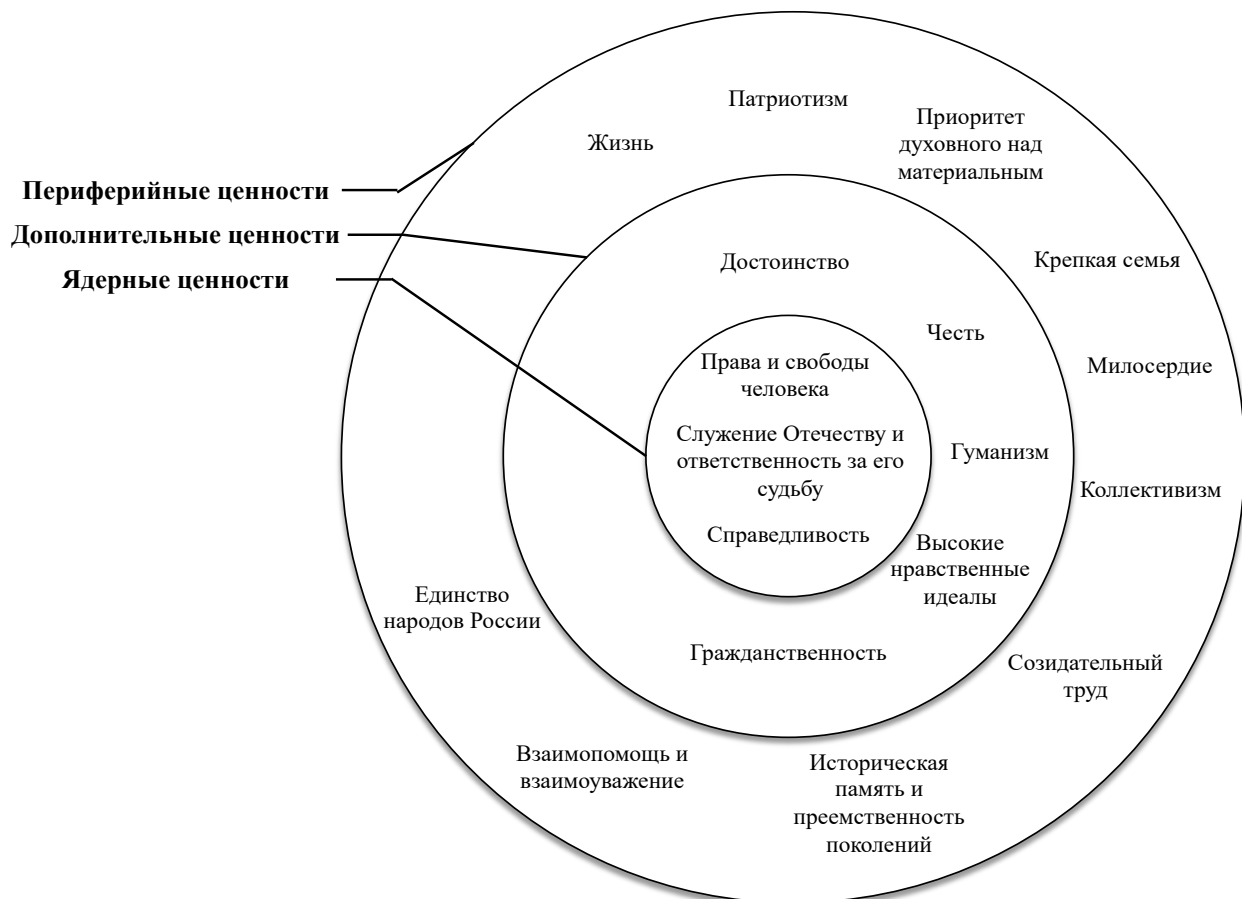 Патриотизм
Жизнь
Приоритет
духовного над
материальным
Периферийные ценности
Дополнительные ценности
Ядерные ценности
Достоинство
Крепкая семья
Честь
Милосердие
Права и свободы
человека
Служение Отечеству и
ответственность за его
судьбу
Справедливость
Гуманизм
Коллективизм
Высокие
нравственные
идеалы
Единство
народов России
Гражданственность
Созидательный
труд
Взаимопомощь и
взаимоуважение
Историческая
память и
преемственность
поколений